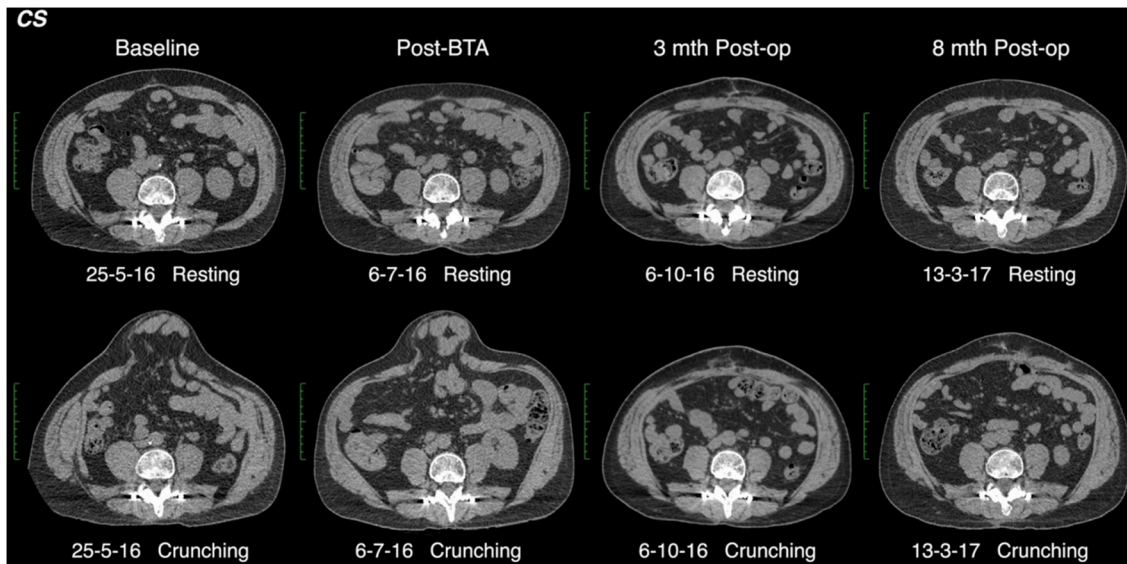 CS
Baseline Post-BTA 3 mth Post-op 8 mth Post-op
25-5-16 Resting 6-7-16 Resting 6-10-16 Resting 13-3-17 Resting
25-5-16 Crunching 6-7-16 Crunching 6-10-16 Crunching 13-3-17 Crunching